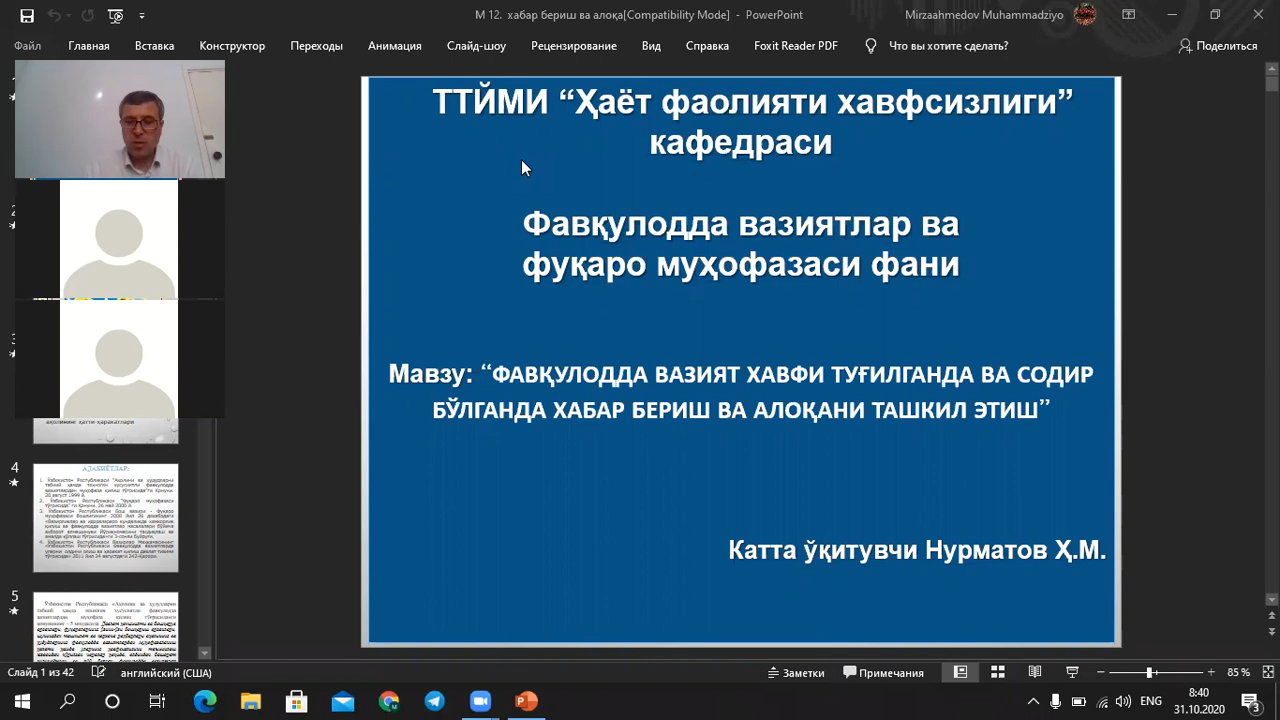 М 12. хабар бериш ва алоқа[Compatibility Mode] - PowerPoint
Mirzaahmedov Muhammadziyo
Файл Главная Вставка Конструктор Переходы Анимация Слайд-шоу Рецензирование Вид Справка Foxit Reader PDF Что вы хотите сделать? Поделиться
ТТЙМИ “Ҳаёт фаолияти хавфсизлиги”
кафедраси
Фавқулодда вазиятлар ва
фуқаро муҳофазаси фани
Мавзу: “ФАВҚУЛОДДА ВАЗИЯТ ХАВФИ ТУҒИЛГАНДА ВА СОДИР
БЎЛГАНДА ХАБАР БЕРИШ ВА АЛОҚАНИ ТАШКИЛ ЭТИШ”
Катта ўқитувчи Нурматов Ҳ.М.
4
АДАБИЁТЛАР:
5
Слайд 1 из 42 английский (США) Заметки Примечания 85 %
ENG
8:40
31.10.2020
3